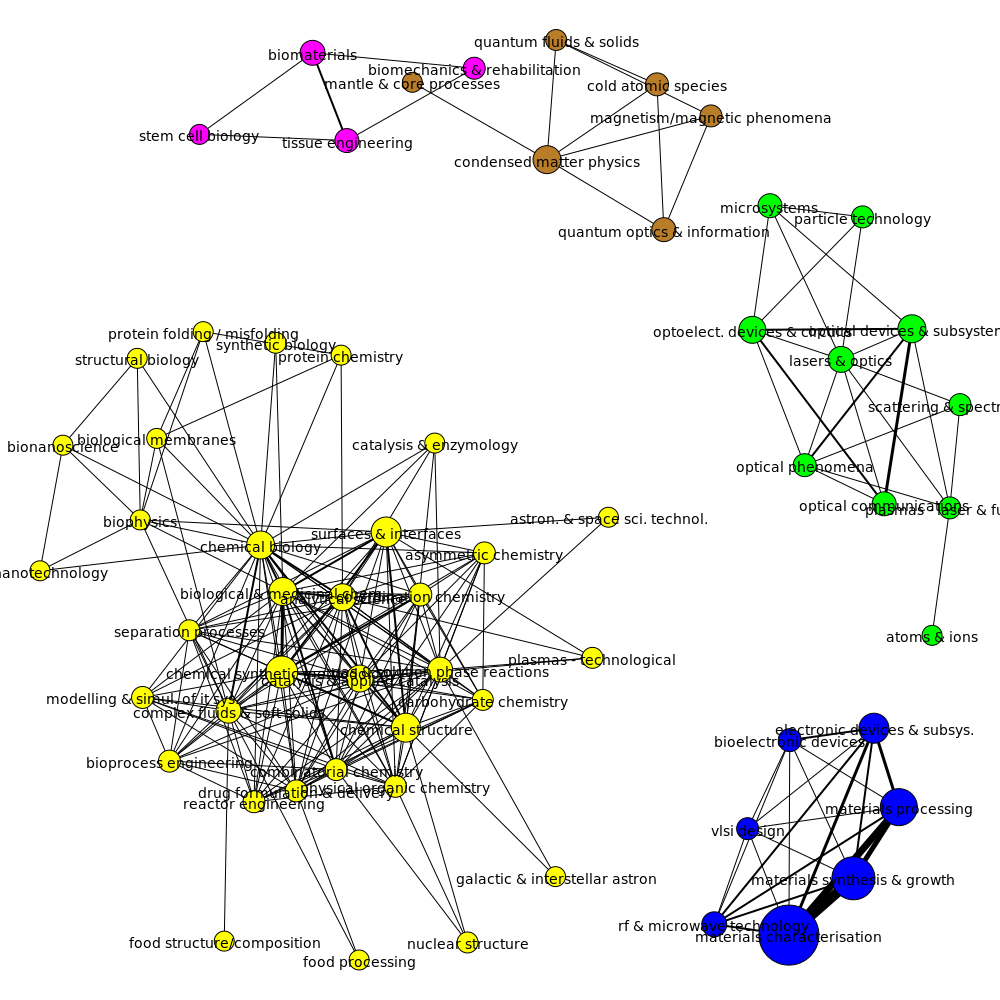 quantum fluids & solids
biomaterials
biomechanics & rehabilitation
mantle & core processes
cold atomic species
magnetism/magnetic phenomena
stem cell biology
tissue engineering
condensed matter physics
microsystems
particle technology
quantum optics & information
optoelect. devices & circuits
optical devices & subsystem
protein folding / misfolding
synthetic biology
structural biology
protein chemistry
lasers & optics
scattering & spectr
bionanoscience
biological membranes
catalysis & enzymology
optical phenomena
optical communications
plasmas - laser & fu
biophysics
astron. & space sci. technol.
chemical biology
surfaces & interfaces
asymmetric chemistry
nanotechnology
biological & medicinal chem.
chemistry
separation processes
atoms & ions
plasmas - technological
chemical synthetic methodology
gas & solution phase reactions
catalysis & applied catalysis
modelling & simul. of it sys.
carbohydrate chemistry
complex fluids & soft solids
chemical structure
electronic devices & subsys.
bioelectronic devices
bioprocess engineering
combinatorial chemistry
physical organic chemistry
drug formulation & delivery
reactor engineering
materials processing
vlsi design
galactic & interstellar astron
materials synthesis & growth
rf & microwave technology
materials characterisation
food structure/composition
nuclear structure
food processing